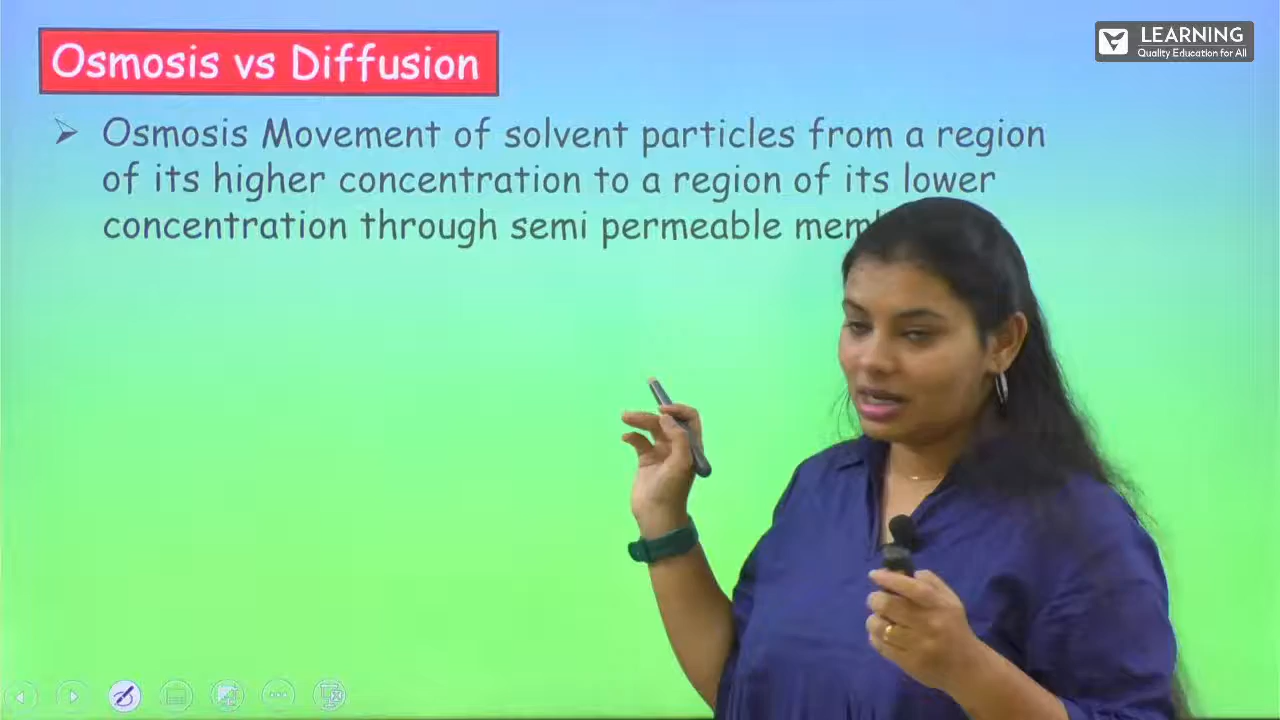 Osmosis vs Diffusion
LEARNING
Quality Education for All
Osmosis Movement of solvent particles from a region
of its higher concentration to a region of its lower
concentration through semi permeable